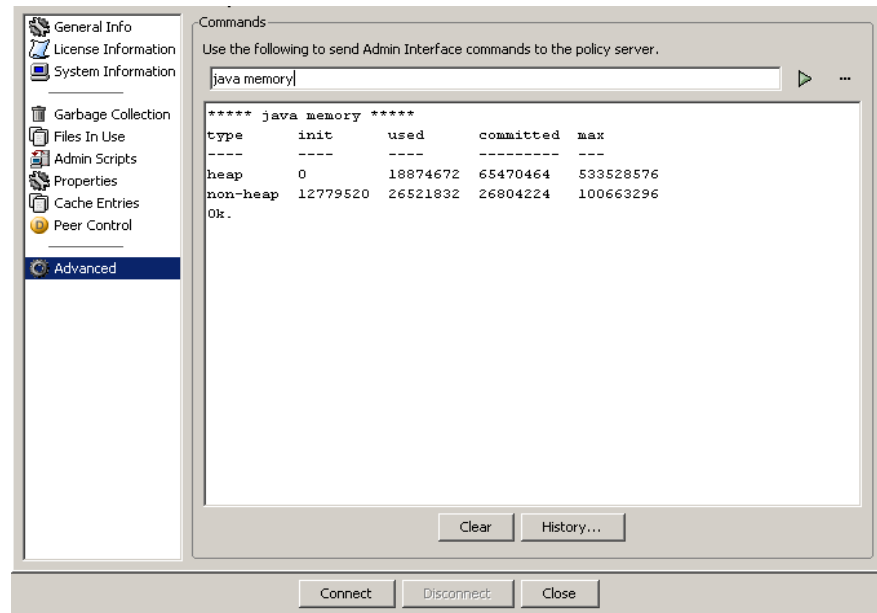 General Info
License Information
System Information
Garbage Collection
Files In Use
Admin Scripts
Properties
Cache Entries
Peer Control
Advanced
Commands
Use the following to send Admin Interface commands to the policy server.
java memory
...
***** java memory *****
type init used committed max
---- ---- ---- --------- ---
heap 0 18874672 65470464 533528576
non-heap 12779520 26521832 26804224 100663296
Ok.
Clear History...
Connect Disconnect Close